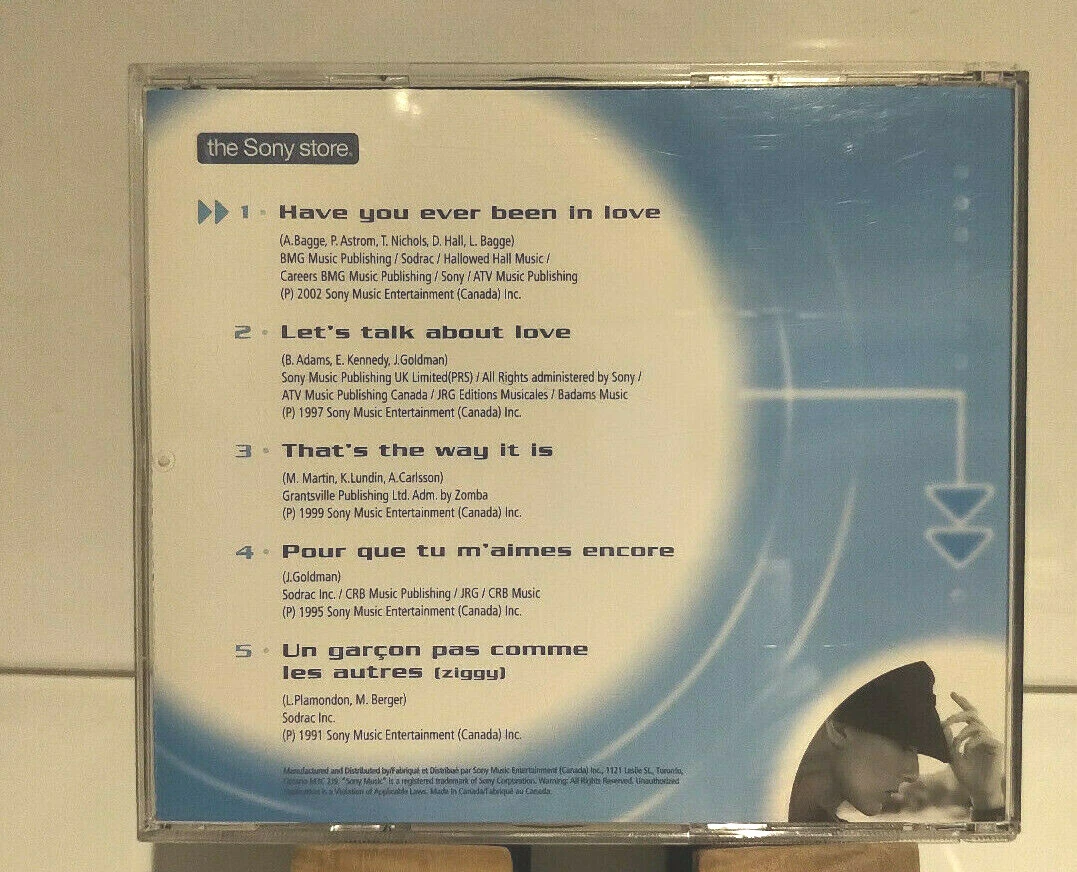 the Sony store®
1 • Have you ever been in love
(A.Bagge, P. Astrom, T. Nichols, D. Hall, L. Bagge)
BMG Music Publishing / Sodrac / Hallowed Hall Music /
Careers BMG Music Publishing / Sony / ATV Music Publishing
(P) 2002 Sony Music Entertainment (Canada) Inc.
2 • Let's talk about love
(B. Adams, E. Kennedy, J.Goldman)
Sony Music Publishing UK Limited(PRS) / All Rights administered by Sony /
ATV Music Publishing Canada / JRG Editions Musicales / Badams Music
(P) 1997 Sony Music Entertainment (Canada) Inc.
3 • That's the way it is
(M. Martin, K.Lundin, A.Carlsson)
Grantsville Publishing Ltd. Adm. by Zomba
(P) 1999 Sony Music Entertainment (Canada) Inc.
4 • Pour que tu m'aimes encore
(J.Goldman)
Sodrac Inc. / CRB Music Publishing / JRG / CRB Music
(P) 1995 Sony Music Entertainment (Canada) Inc.
5 • Un garçon pas comme
les autres (ziggy)
(L.Plamondon, M. Berger)
Sodrac Inc.
(P) 1991 Sony Music Entertainment (Canada) Inc.
Manufactured and Distributed by/Fabriqué et Distribué par Sony Music Entertainment (Canada) Inc., 1121 Leslie St., Toronto,
Ontario M3C 2J9. "Sony Music" is a registered trademark of Sony Corporation. Warning: All Rights Reserved. Unauthorized
Duplication is a Violation of Applicable Laws. Made in Canada/Fabriqué au Canada.